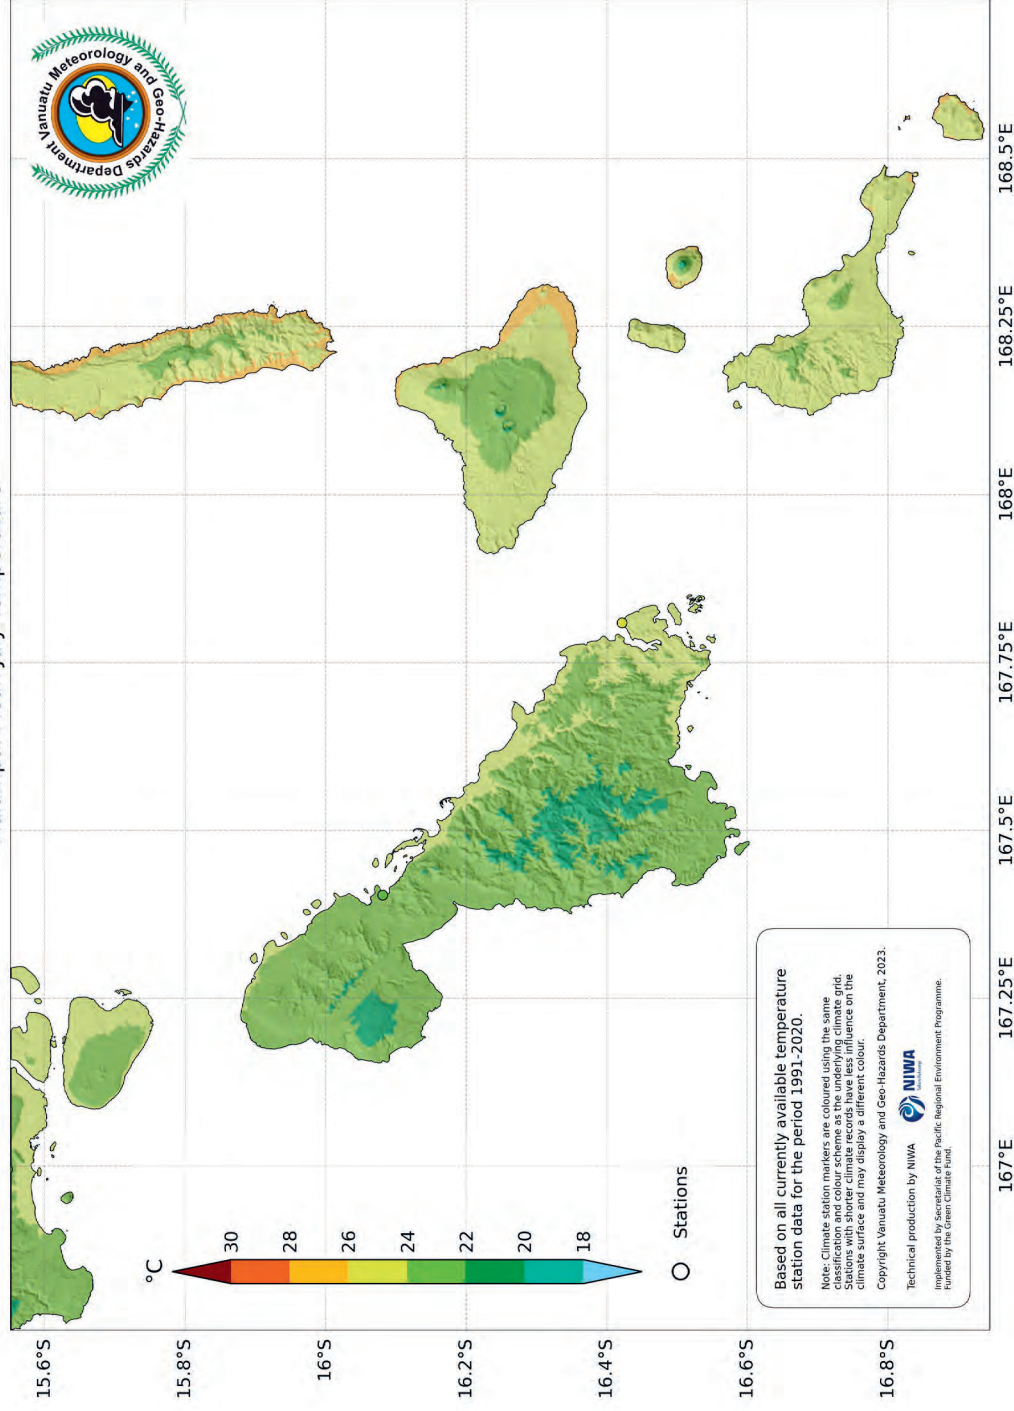 Vanuatu Meteorology and Geo-Hazards Department
°C
30
28
26
24
22
20
18
Stations
15.6°S
15.8°S
16°S
16.2°S
16.4°S
16.6°S
16.8°S
167°E
167.25°E
167.5°E
167.75°E
168°E
168.25°E
168.5°E
Based on all currently available temperature
station data for the period 1991-2020.
Note: Climate station markers are coloured using the same
classification and colour scheme as the underlying climate grid.
Stations with shorter climate records have less influence on the
climate surface and may display a different colour.
Copyright Vanuatu Meteorology and Geo-Hazards Department, 2023.
Technical production by NIWA
NIWA
Implemented by Secretariat of the Pacific Regional Environment Programme.
Funded by the Green Climate Fund.